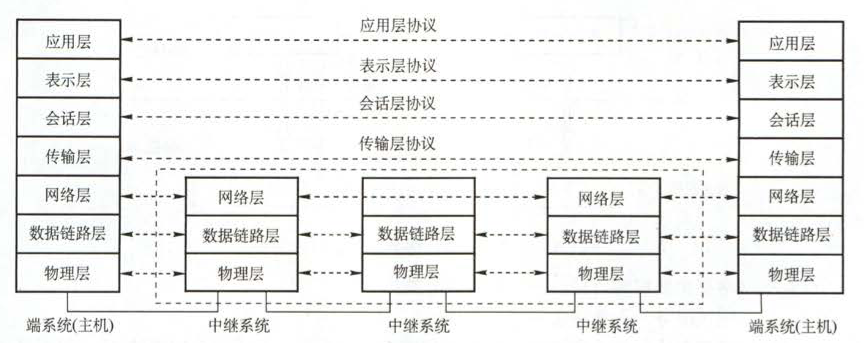 应用层协议
应用层 应用层
表示层协议
表示层 表示层
会话层协议
会话层 会话层
传输层协议
传输层 传输层
网络层 网络层 网络层 网络层
数据链路层 数据链路层 数据链路层 数据链路层 数据链路层
物理层 物理层 物理层 物理层 物理层
端系统(主机) 中继系统 中继系统 中继系统 端系统(主机)